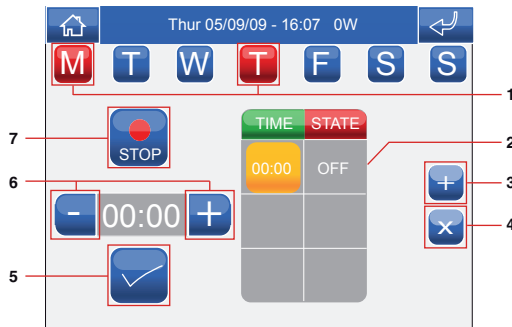 Thur 05/09/09 - 16:07 0W
M T W T F S S
1
7
STOP
TIME STATE
2
00:00 OFF
6
- 00:00 +
+ 3
x 4
5